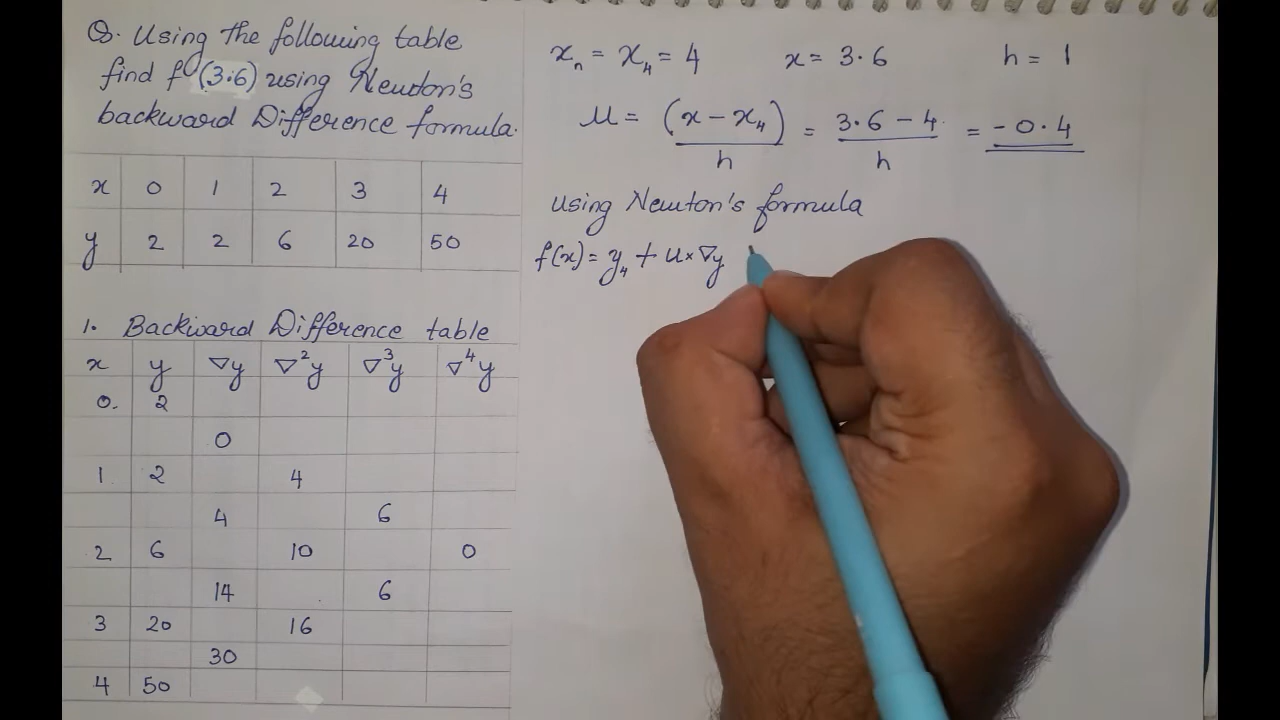 Q. Using the following table
find f (3.6) using Newton's
backward Difference formula.
x 0 1 2 3 4
y 2 2 6 20 50
1. Backward Difference table
x y ∇y ∇²y ∇³y ∇⁴y
0. 2
0
1 2 4
4 6
2 6 10 0
14 6
3 20 16
30
4 50
xₙ = x₄ = 4 x = 3.6 h = 1
u = (x - x₄)/h = 3.6 - 4/h = -0.4
using Newton's formula
f(x) = y₄ + u × ∇y